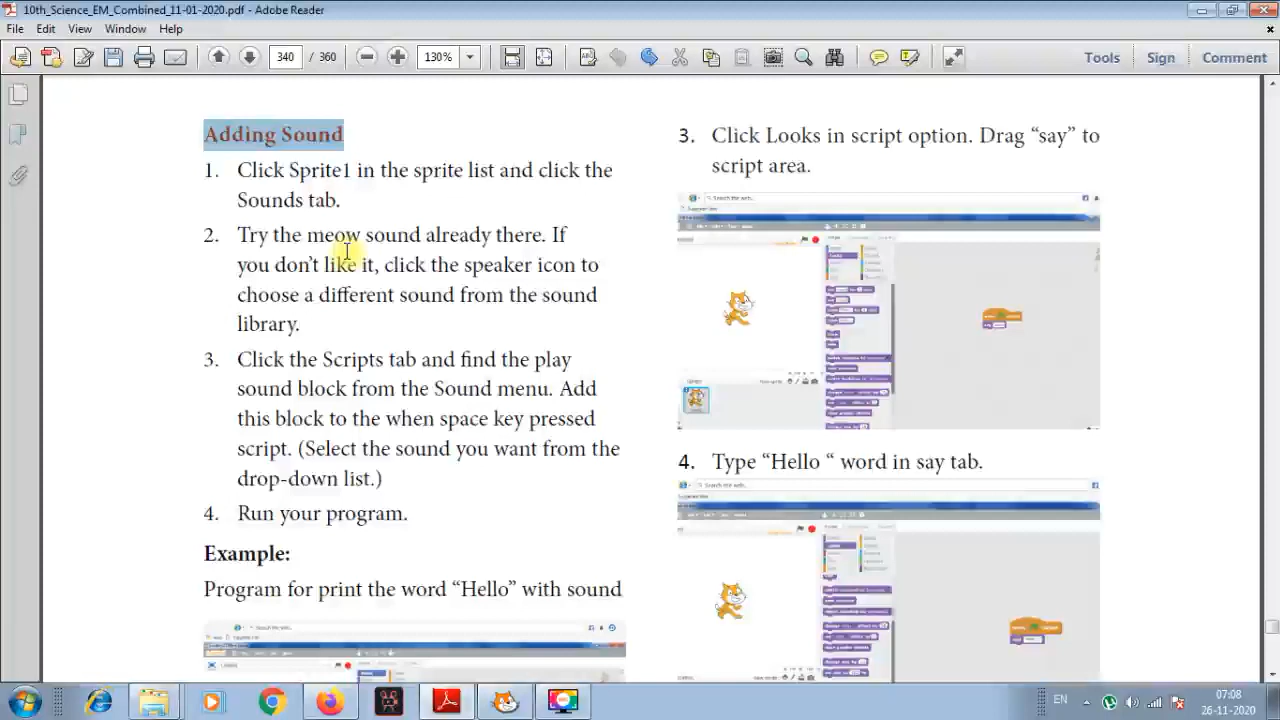 10th_Science_EM_Combined_11-01-2020.pdf - Adobe Reader
File Edit View Window Help
340 / 360 130% Tools Sign Comment
Adding Sound
1. Click Sprite1 in the sprite list and click the
Sounds tab.
2. Try the meow sound already there. If
you don't like it, click the speaker icon to
choose a different sound from the sound
library.
3. Click the Scripts tab and find the play
sound block from the Sound menu. Add
this block to the when space key pressed
script. (Select the sound you want from the
drop-down list.)
4. Run your program.
Example:
Program for print the word “Hello” with sound
3. Click Looks in script option. Drag “say” to
script area.
Search the web...
4. Type “Hello “ word in say tab.
Search the web...
EN
07:08
26-11-2020